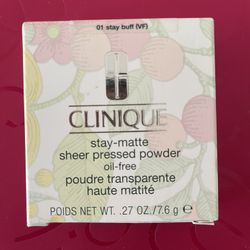 01 stay buff (VF)
CLINIQUE
stay-matte
sheer pressed powder
oil-free
poudre transparente
haute matité
POIDS NET WT. .27 OZ./7.6 g ℮